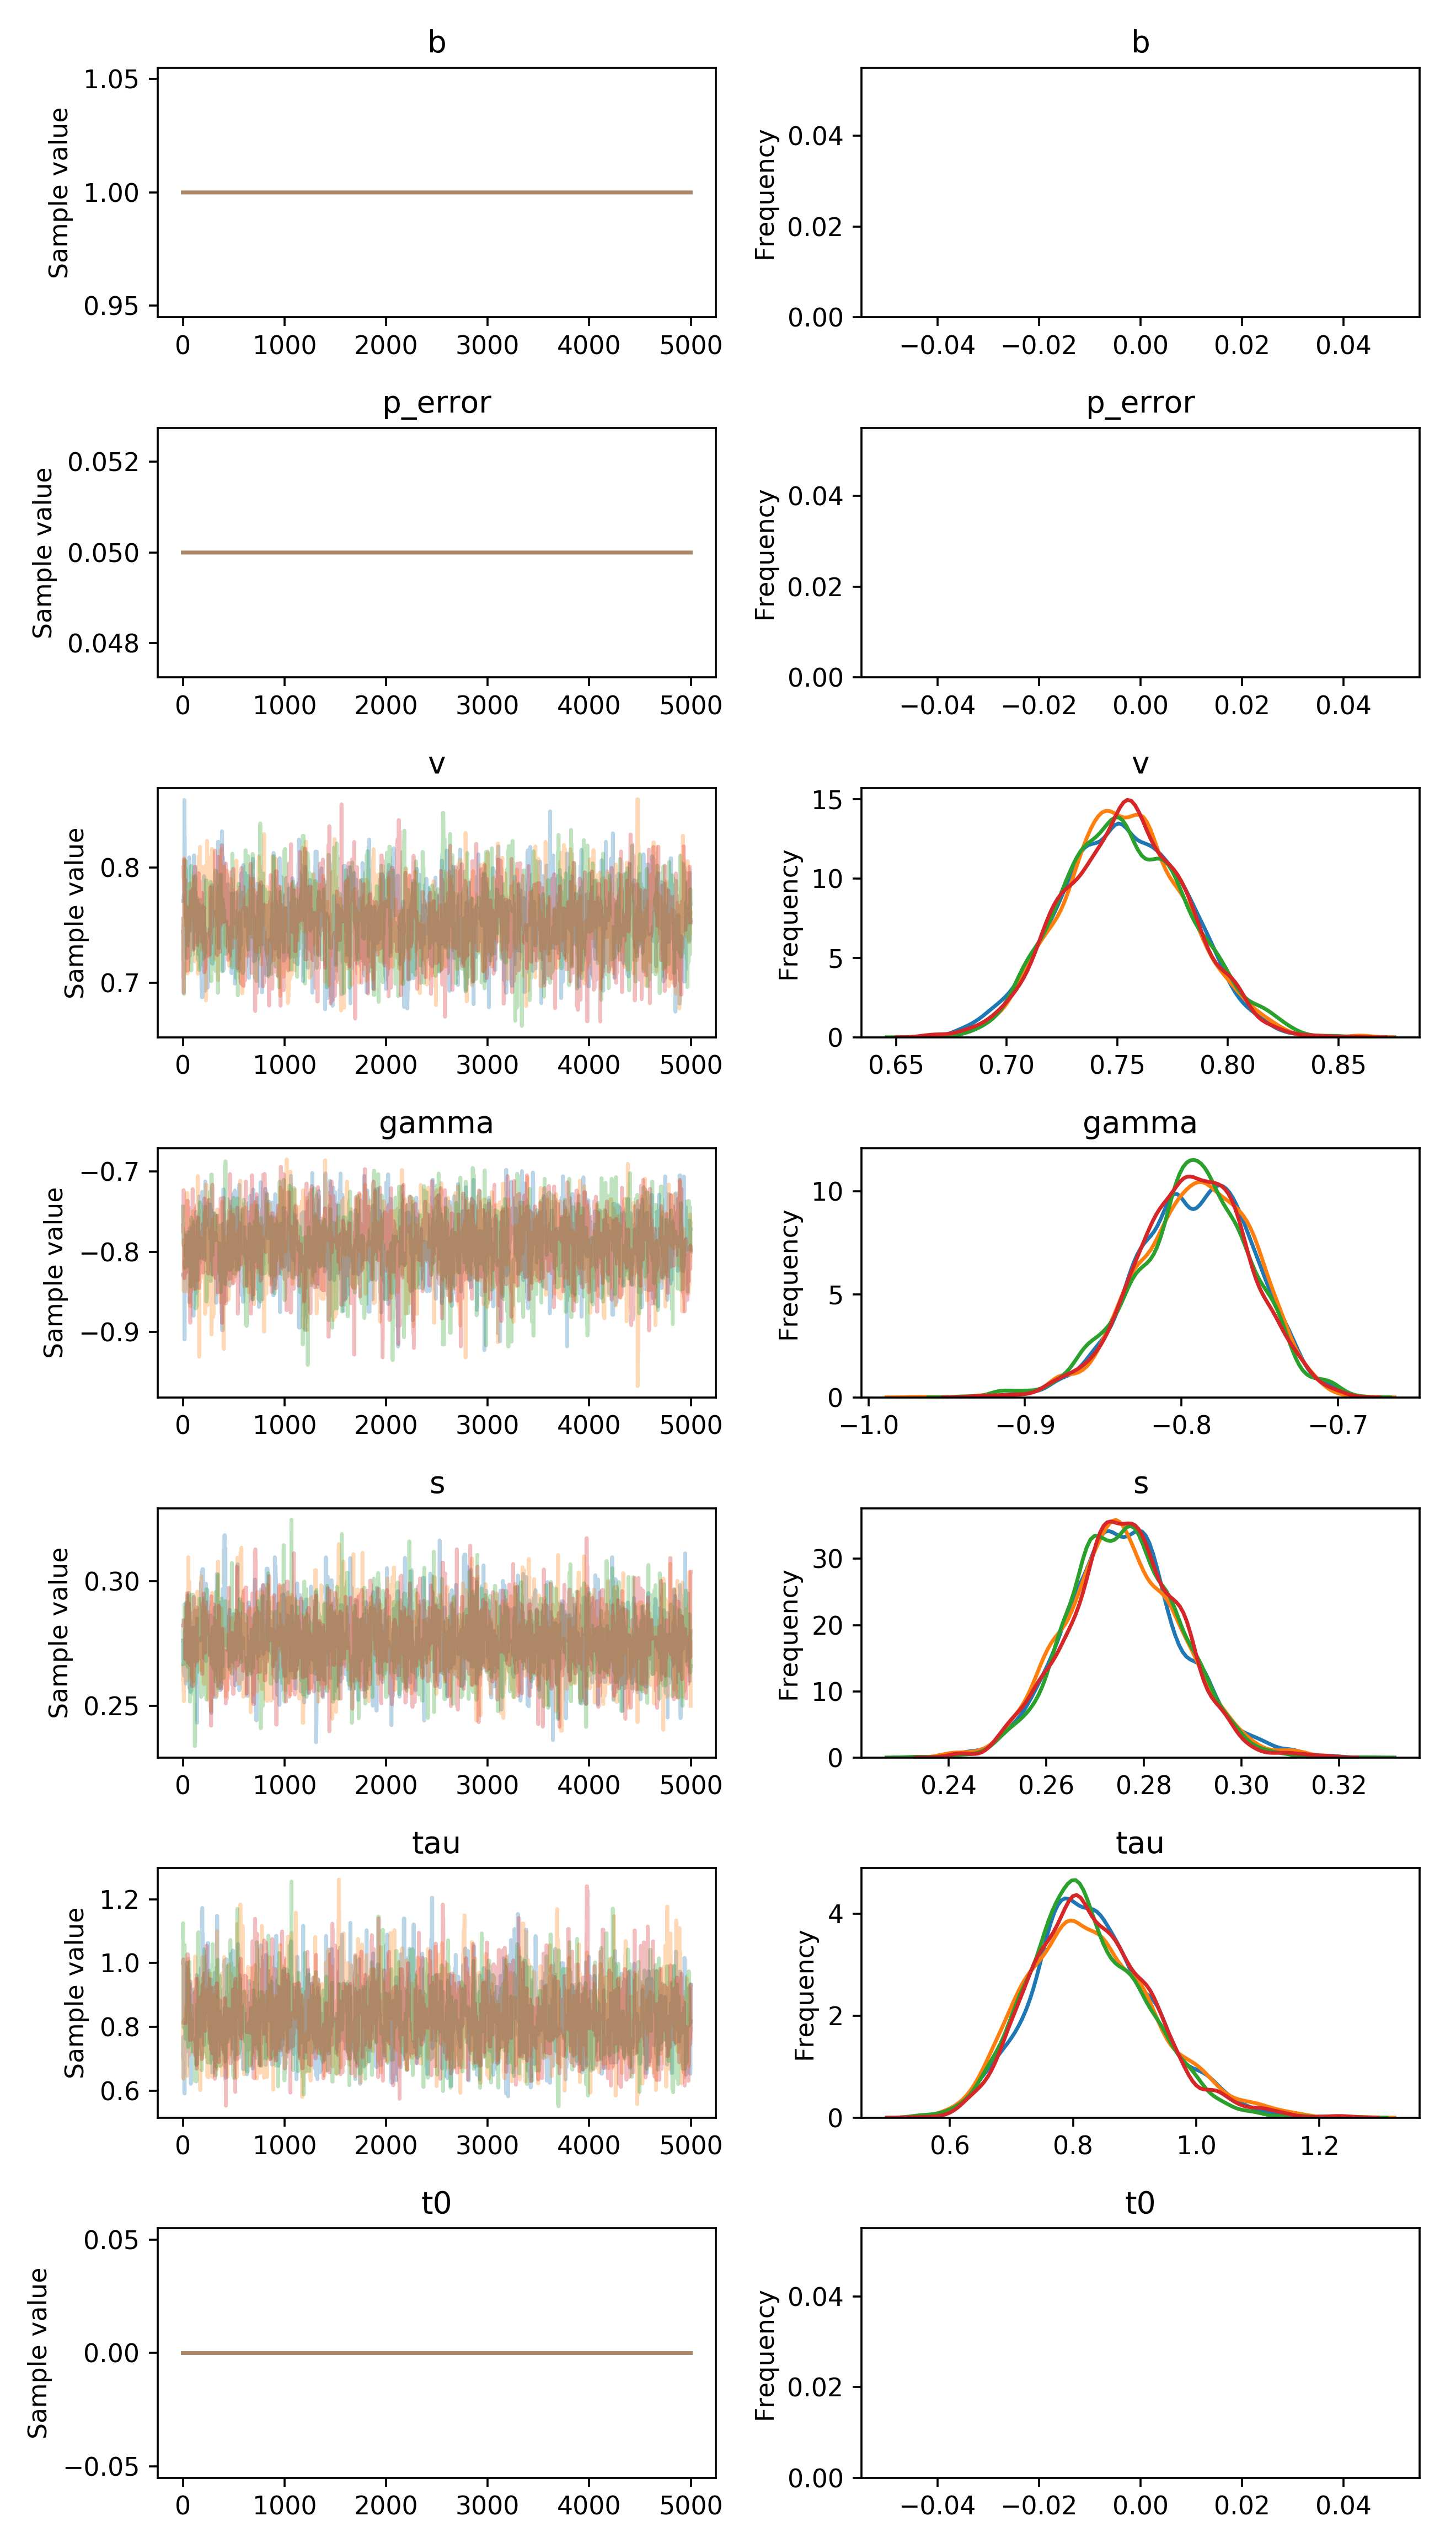 b
b
Sample value
1.05
1.00
0.95
0 1000 2000 3000 4000 5000
Frequency
0.04
0.02
0.00
−0.04 −0.02 0.00 0.02 0.04
p_error
p_error
Sample value
0.052
0.050
0.048
0 1000 2000 3000 4000 5000
Frequency
0.04
0.02
0.00
−0.04 −0.02 0.00 0.02 0.04
v
v
Sample value
0.8
0.7
0 1000 2000 3000 4000 5000
Frequency
15
10
5
0
0.65 0.70 0.75 0.80 0.85
gamma
gamma
Sample value
−0.7
−0.8
−0.9
0 1000 2000 3000 4000 5000
Frequency
10
5
0
−1.0 −0.9 −0.8 −0.7
s
s
Sample value
0.30
0.25
0 1000 2000 3000 4000 5000
Frequency
30
20
10
0
0.24 0.26 0.28 0.30 0.32
tau
tau
Sample value
1.2
1.0
0.8
0.6
0 1000 2000 3000 4000 5000
Frequency
4
2
0
0.6 0.8 1.0 1.2
t0
t0
Sample value
0.05
0.00
−0.05
0 1000 2000 3000 4000 5000
Frequency
0.04
0.02
0.00
−0.04 −0.02 0.00 0.02 0.04